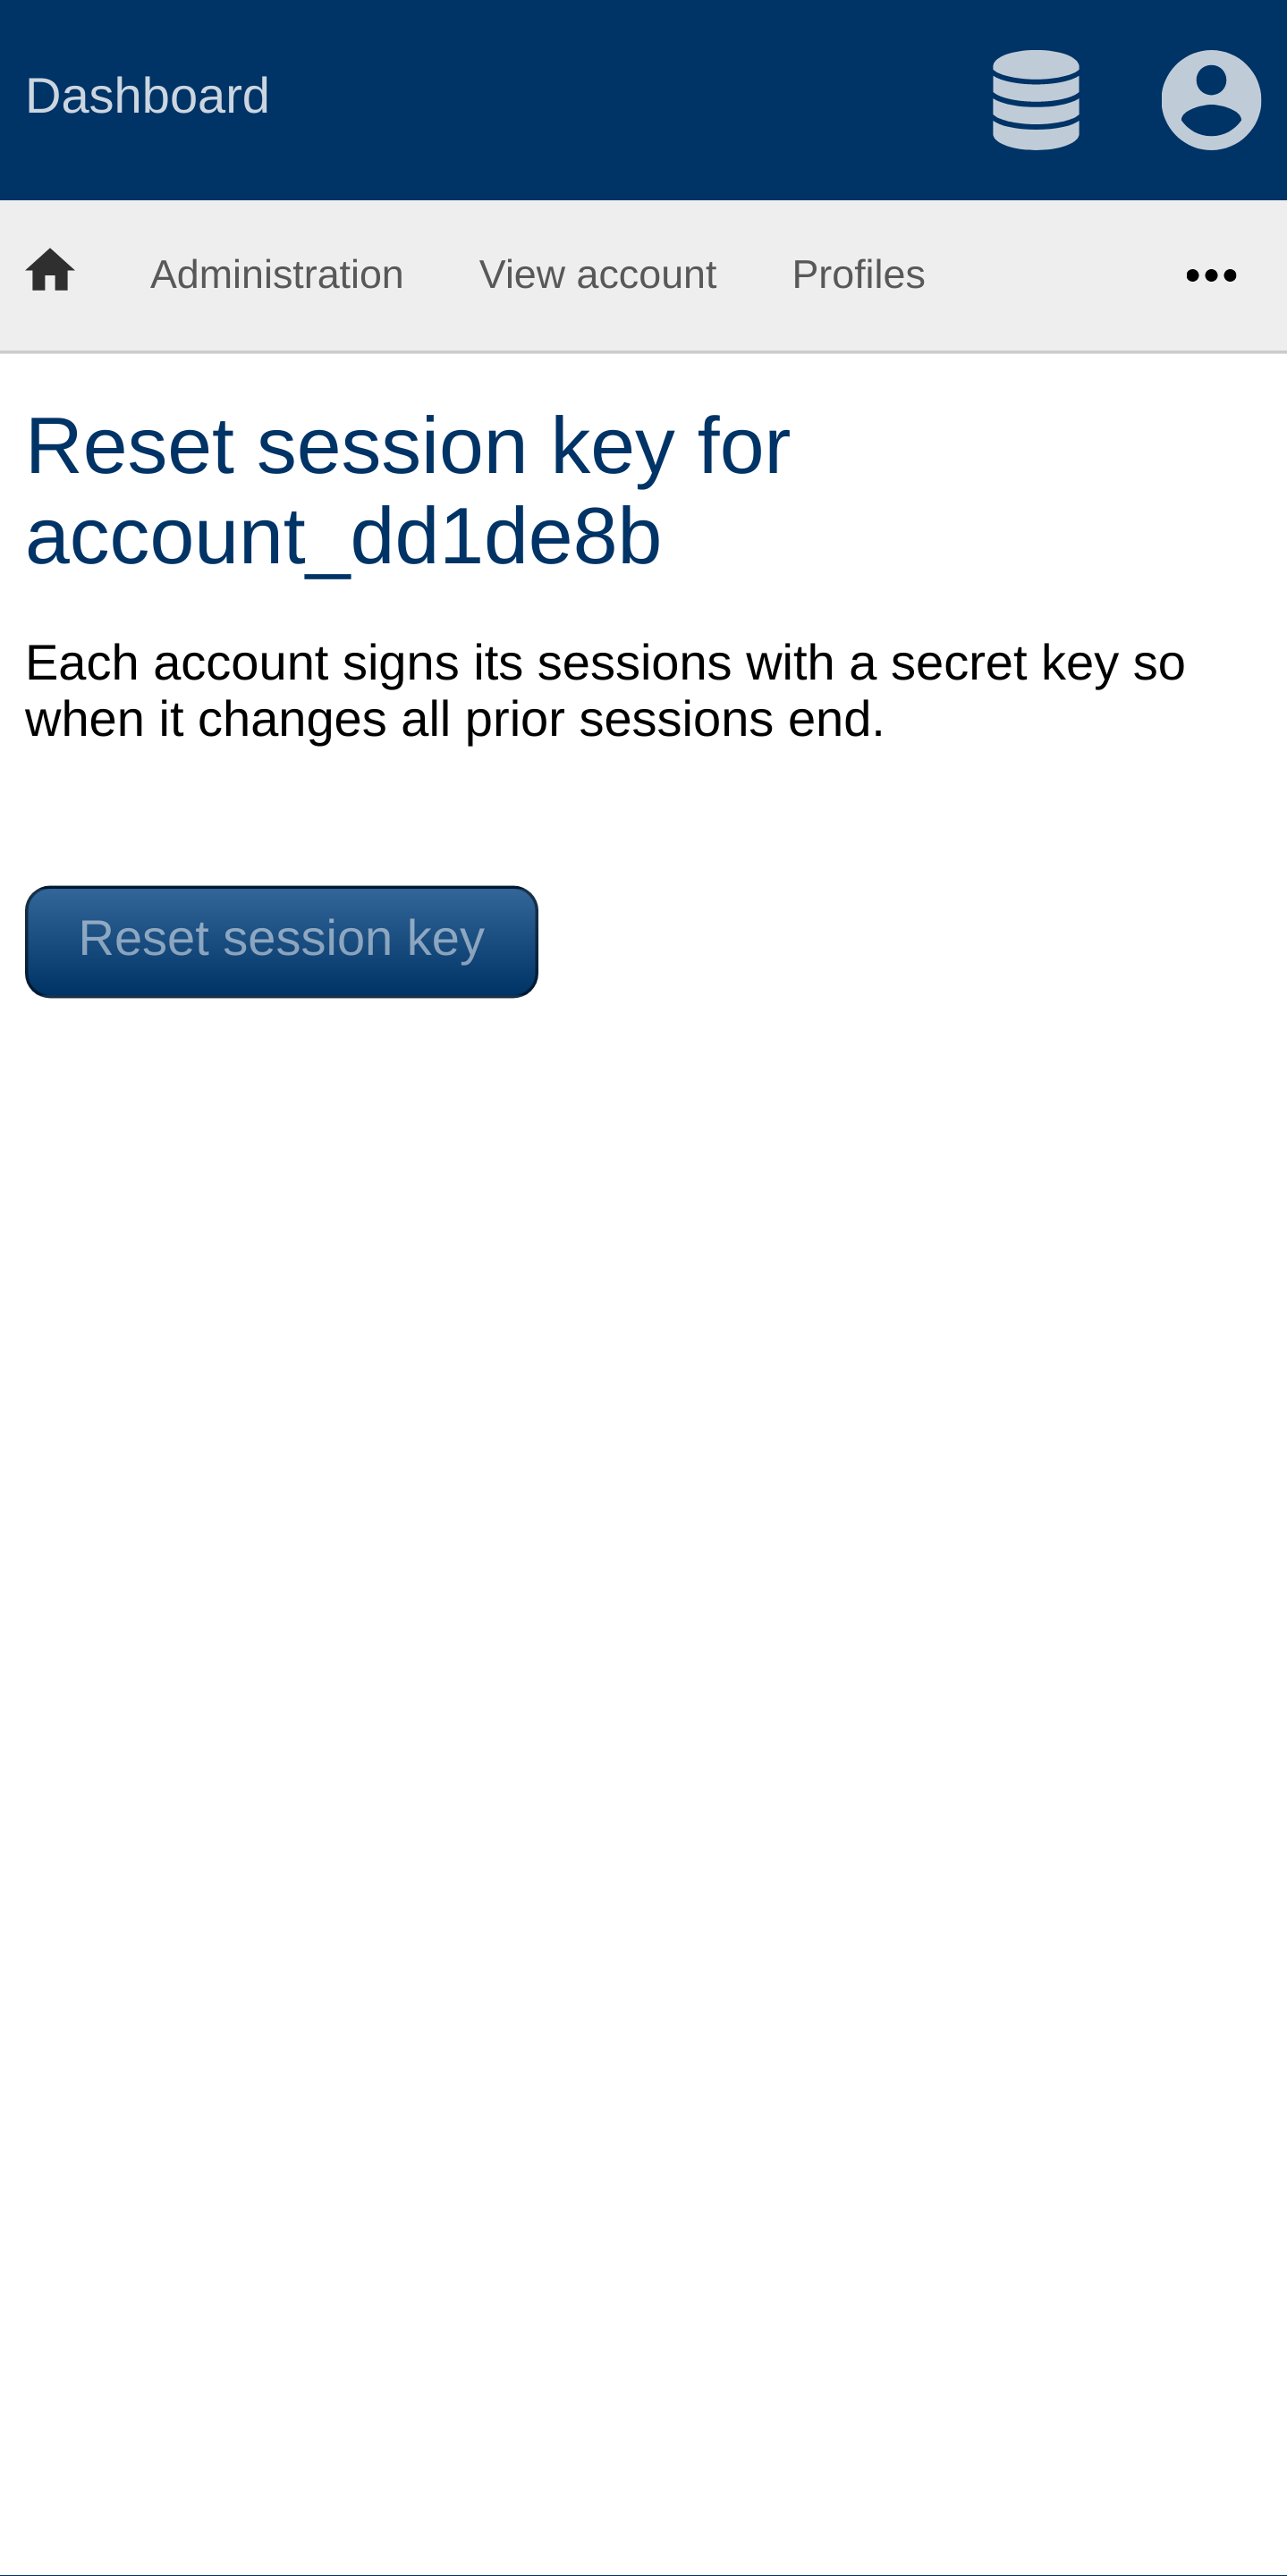 Dashboard
Administration View account Profiles
Reset session key for
account_dd1de8b
Each account signs its sessions with a secret key so
when it changes all prior sessions end.
Reset session key